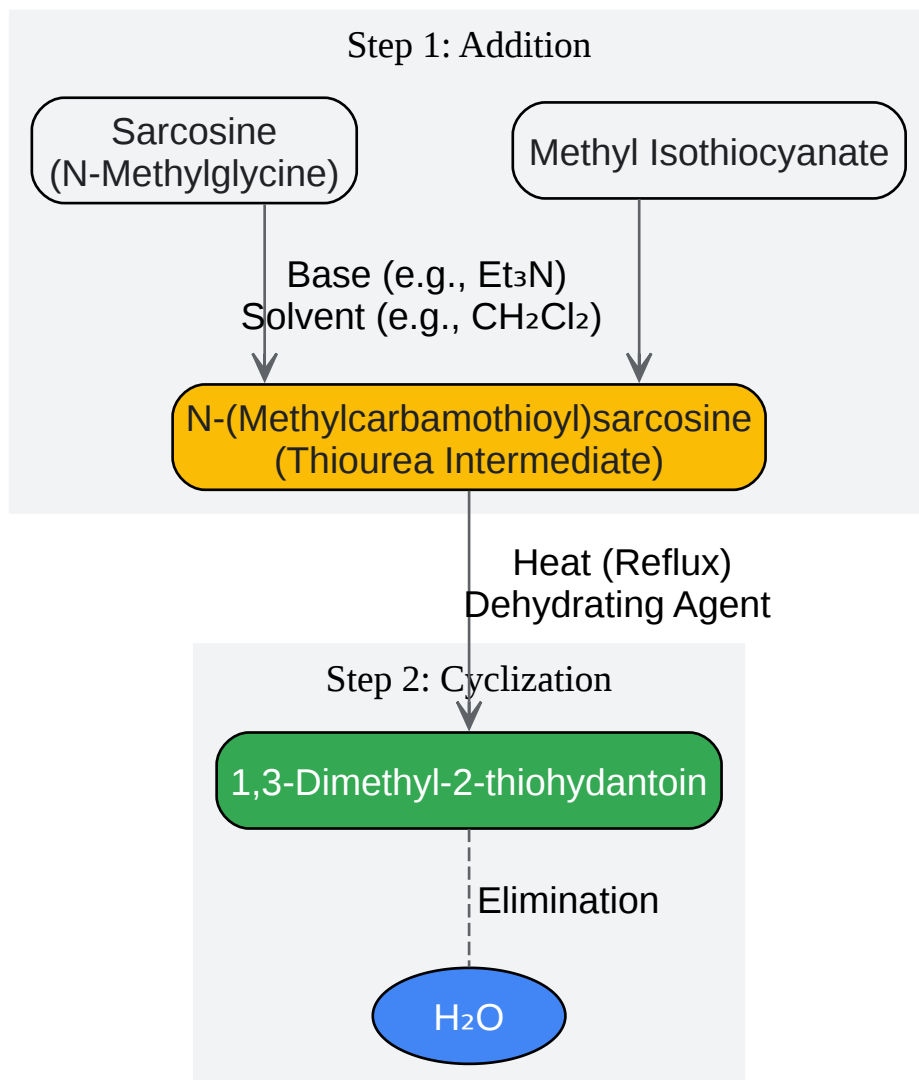 Step 1: Addition
Sarcosine
(N-Methylglycine)
Methyl Isothiocyanate
Base (e.g., Et₃N)
Solvent (e.g., CH₂Cl₂)
N-(Methylcarbamothioyl)sarcosine
(Thiourea Intermediate)
Heat (Reflux)
Dehydrating Agent
Step 2: Cyclization
1,3-Dimethyl-2-thiohydantoin
Elimination
H₂O